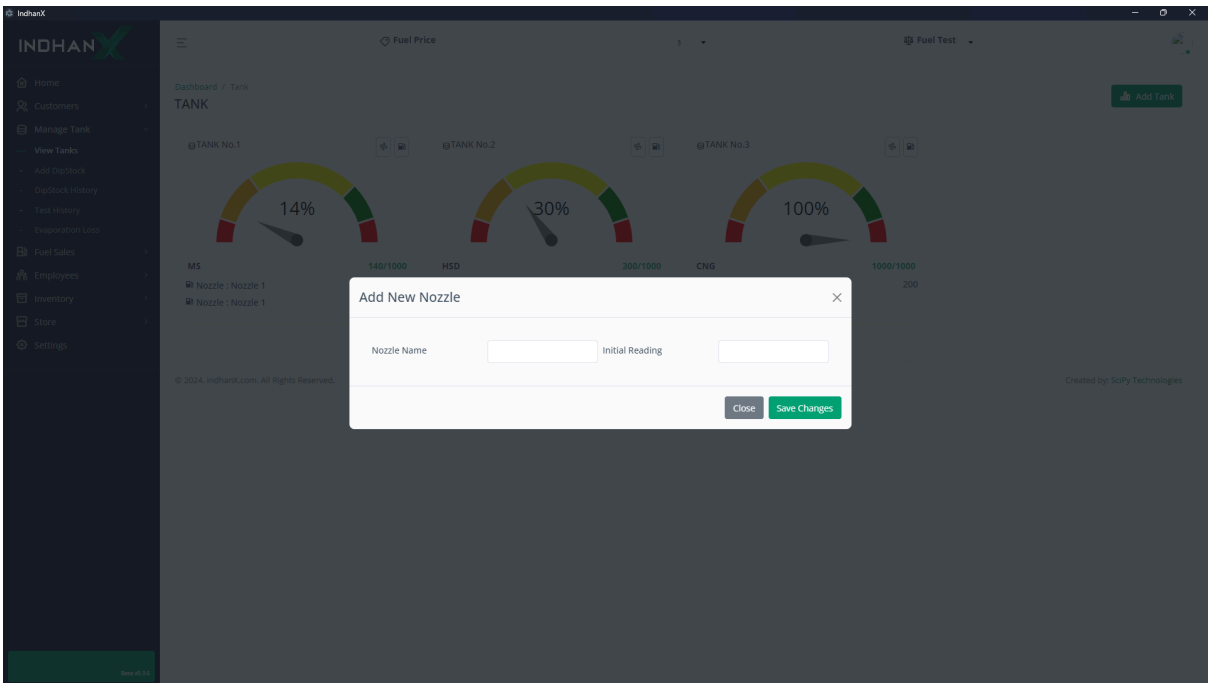 IndhanX
INDHANX
Fuel Price
Fuel Test
Home
Customers
Manage Tank
View Tanks
Add DipStock
DipStock History
Test History
Evaporation Loss
Fuel Sales
Employees
Inventory
Store
Settings
Dashboard / Tank
TANK
Add Tank
TANK No.1
TANK No.2
TANK No.3
14%
30%
100%
MS 140/1000
HSD 300/1000
CNG 1000/1000
Nozzle : Nozzle 1
Nozzle : Nozzle 1
200
Add New Nozzle
Nozzle Name
Initial Reading
Close
Save Changes
© 2024, IndhanX.com. All Rights Reserved.
Created by: SciPy Technologies